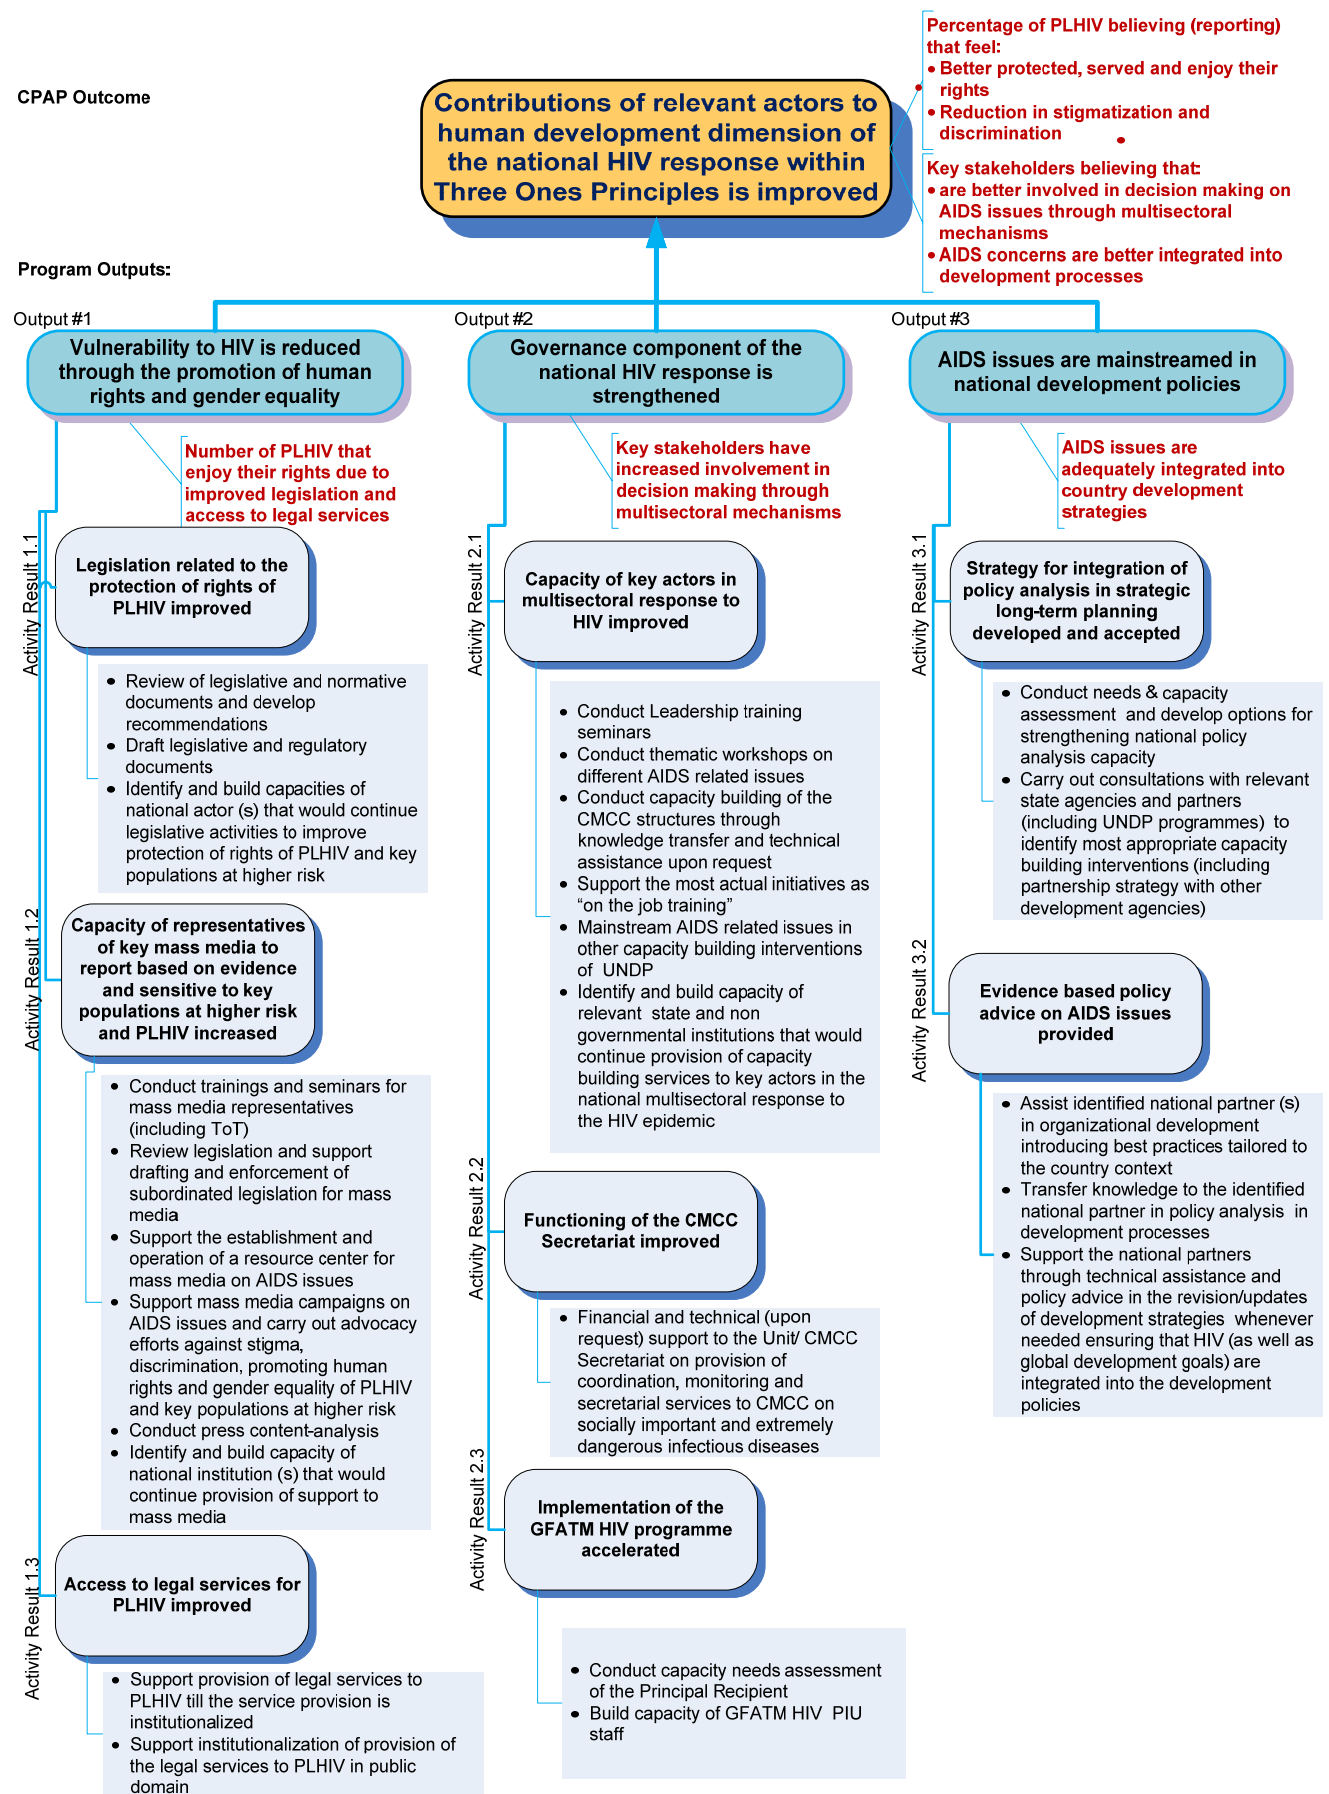 CPAP Outcome
Contributions of relevant actors to
human development dimension of
the national HIV response within
Three Ones Principles is improved
Percentage of PLHIV believing (reporting)
that feel:
• Better protected, served and enjoy their
rights
• Reduction in stigmatization and
discrimination
Key stakeholders believing that:
• are better involved in decision making on
AIDS issues through multisectoral
mechanisms
• AIDS concerns are better integrated into
development processes
Program Outputs:
Output #1
Vulnerability to HIV is reduced
through the promotion of human
rights and gender equality
Number of PLHIV that
enjoy their rights due to
improved legislation and
access to legal services
Activity Result 1.1
Legislation related to the
protection of rights of
PLHIV improved
• Review of legislative and normative
documents and develop
recommendations
• Draft legislative and regulatory
documents
• Identify and build capacities of
national actor (s) that would continue
legislative activities to improve
protection of rights of PLHIV and key
populations at higher risk
Activity Result 1.2
Capacity of representatives
of key mass media to
report based on evidence
and sensitive to key
populations at higher risk
and PLHIV increased
• Conduct trainings and seminars for
mass media representatives
(including ToT)
• Review legislation and support
drafting and enforcement of
subordinated legislation for mass
media
• Support the establishment and
operation of a resource center for
mass media on AIDS issues
• Support mass media campaigns on
AIDS issues and carry out advocacy
efforts against stigma,
discrimination, promoting human
rights and gender equality of PLHIV
and key populations at higher risk
• Conduct press content-analysis
• Identify and build capacity of
national institution (s) that would
continue provision of support to
mass media
Activity Result 1.3
Access to legal services for
PLHIV improved
• Support provision of legal services to
PLHIV till the service provision is
institutionalized
• Support institutionalization of provision of
the legal services to PLHIV in public
domain
Output #2
Governance component of the
national HIV response is
strengthened
Key stakeholders have
increased involvement in
decision making through
multisectoral mechanisms
Activity Result 2.1
Capacity of key actors in
multisectoral response to
HIV improved
• Conduct Leadership training
seminars
• Conduct thematic workshops on
different AIDS related issues
• Conduct capacity building of the
CMCC structures through
knowledge transfer and technical
assistance upon request
• Support the most actual initiatives as
“on the job training”
• Mainstream AIDS related issues in
other capacity building interventions
of UNDP
• Identify and build capacity of
relevant state and non
governmental institutions that would
continue provision of capacity
building services to key actors in the
national multisectoral response to
the HIV epidemic
Activity Result 2.2
Functioning of the CMCC
Secretariat improved
• Financial and technical (upon
request) support to the Unit/ CMCC
Secretariat on provision of
coordination, monitoring and
secretarial services to CMCC on
socially important and extremely
dangerous infectious diseases
Activity Result 2.3
Implementation of the
GFATM HIV programme
accelerated
• Conduct capacity needs assessment
of the Principal Recipient
• Build capacity of GFATM HIV PIU
staff
Output #3
AIDS issues are mainstreamed in
national development policies
AIDS issues are
adequately integrated into
country development
strategies
Activity Result 3.1
Strategy for integration of
policy analysis in strategic
long-term planning
developed and accepted
• Conduct needs & capacity
assessment and develop options for
strengthening national policy
analysis capacity
• Carry out consultations with relevant
state agencies and partners
(including UNDP programmes) to
identify most appropriate capacity
building interventions (including
partnership strategy with other
development agencies)
Activity Result 3.2
Evidence based policy
advice on AIDS issues
provided
• Assist identified national partner (s)
in organizational development
introducing best practices tailored to
the country context
• Transfer knowledge to the identified
national partner in policy analysis in
development processes
• Support the national partners
through technical assistance and
policy advice in the revision/updates
of development strategies whenever
needed ensuring that HIV (as well as
global development goals) are
integrated into the development
policies